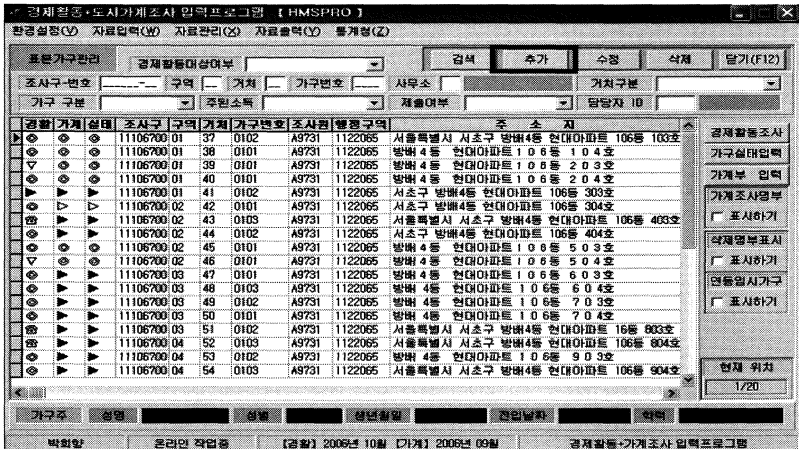 경제활동+도시가계조사 입력프로그램 [ HMSPRO ]
환경설정(V) 자료입력(W) 자료관리(X) 자료출력(Y) 통계청(Z)
표본가구관리 경제활동대상여부 검색 추가 수정 삭제 닫기(F12)
조사구-번호 구역 거처 가구번호 사무소 거처구분
가구 구분 주된소득 제출여부 담당자 ID
경활 가계 실태 조사구 구역 거처 가구번호 조사원 행정구역 주 소 지
◎ ◎ ◎ 11106700 01 37 0102 A9731 1122065 서울특별시 서초구 방배4동 현대아파트 106동 103호
◎ ◎ ◎ 11106700 01 38 0101 A9731 1122065 방배 4 동 현대아파트 1 0 6 동 1 0 4 호
▽ ◎ ◎ 11106700 01 39 0101 A9731 1122065 방배 4 동 현대아파트 1 0 6 동 2 0 3 호
◎ ◎ ◎ 11106700 01 40 0101 A9731 1122065 방배 4 동 현대아파트 1 0 6 동 2 0 4 호
▶ ▶ ▶ 11106700 01 41 0102 A9731 1122065 서초구 방배4동 현대아파트 106동 303호
◎ ▷ ▷ 11106700 02 42 0101 A9731 1122065 서초구 방배4동 현대아파트 106동 304호
☎ ▶ ▶ 11106700 02 43 0103 A9731 1122065 서울특별시 서초구 방배4동 현대아파트 106동 403호
◎ ▶ ▶ 11106700 02 44 0102 A9731 1122065 서초구 방배4동 현대아파트 106동 404호
◎ ◎ ◎ 11106700 02 45 0101 A9731 1122065 방배 4 동 현대아파트 1 0 6 동 5 0 3 호
▽ ◎ ◎ 11106700 02 46 0101 A9731 1122065 방배 4 동 현대아파트 1 0 6 동 5 0 4 호
◎ ▶ ▶ 11106700 03 47 0101 A9731 1122065 방배 4 동 현대아파트 1 0 6 동 6 0 3 호
◎ ▶ ▶ 11106700 03 48 0103 A9731 1122065 방배 4동 현대아파트 1 0 6동 6 0 4 호
◎ ▶ ▶ 11106700 03 49 0102 A9731 1122065 방배 4동 현대아파트 1 0 6동 7 0 3호
◎ ▶ ▶ 11106700 03 50 0101 A9731 1122065 방배 4동 현대아파트 1 0 6동 7 0 4호
☎ ▶ ▶ 11106700 03 51 0102 A9731 1122065 서울특별시 서초구 방배4동 현대아파트 16동 803호
☎ ▶ ▶ 11106700 04 52 0103 A9731 1122065 서울특별시 서초구 방배4동 현대아파트 106동 804호
◎ ▶ ▶ 11106700 04 53 0102 A9731 1122065 방배 4동 현대아파트 1 0 6동 9 0 3호
◎ ▶ ▶ 11106700 04 54 0103 A9731 1122065 서울특별시 서초구 방배4동 현대아파트 106동 904호
경제활동조사
가구실태입력
가계부 입력
가계조사명부
표시하기
삭제명부표시
표시하기
연동일시가구
표시하기
현재 위치
1/20
가구주 성명 성별 생년월일 전입날짜 학력
박희향 온라인 작업중 [경활] 2006년 10월 [가계] 2006년 09월 경제활동+가계조사 입력프로그램